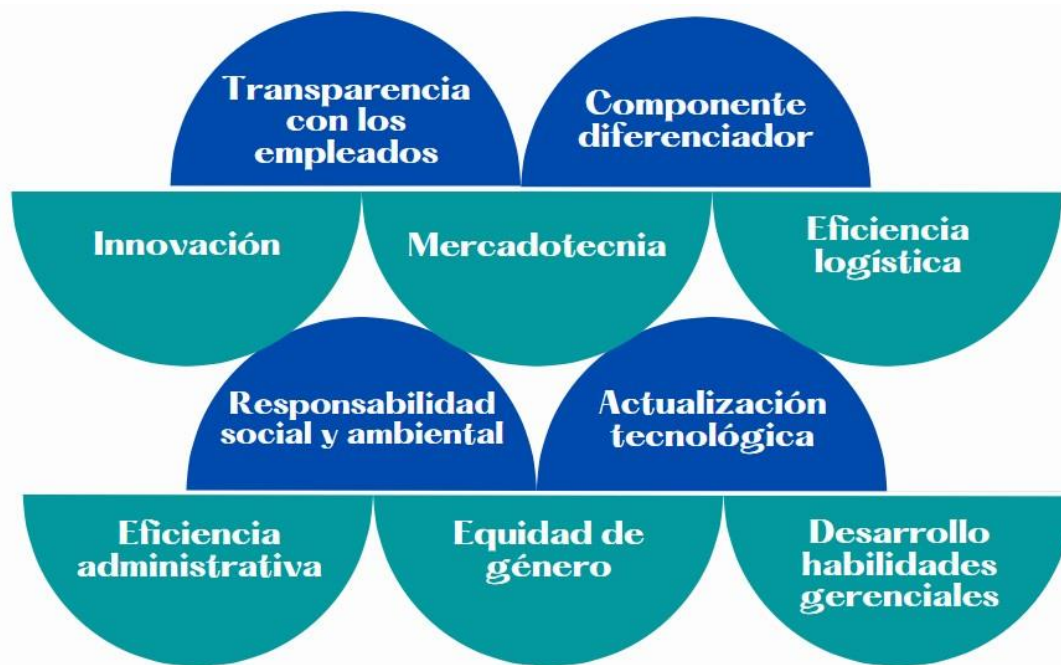 Transparencia
con los
empleados
Componente
diferenciador
Innovación
Mercadotecnia
Eficiencia
logística
Responsabilidad
social y ambiental
Actualización
tecnológica
Eficiencia
administrativa
Equidad de
género
Desarrollo
habilidades
gerenciales